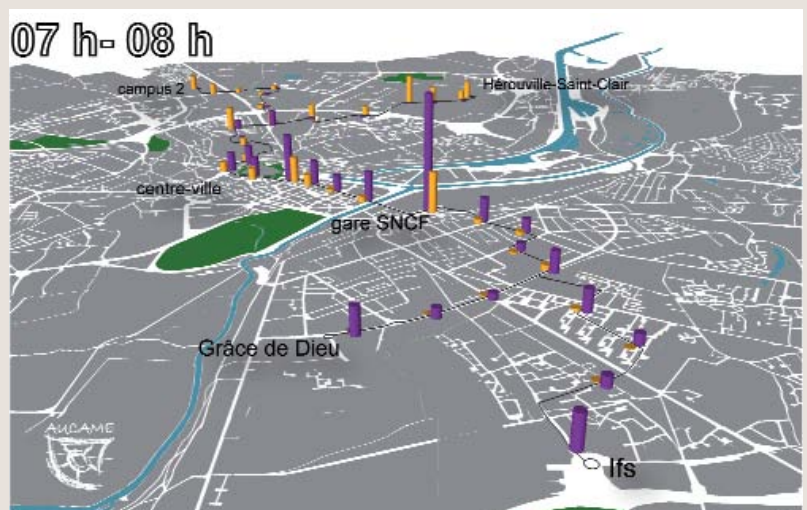 07 h- 08 h
campus 2
Hérouville-Saint-Clair
centre-ville
gare SNCF
Grâce de Dieu
AUCAME
Ifs